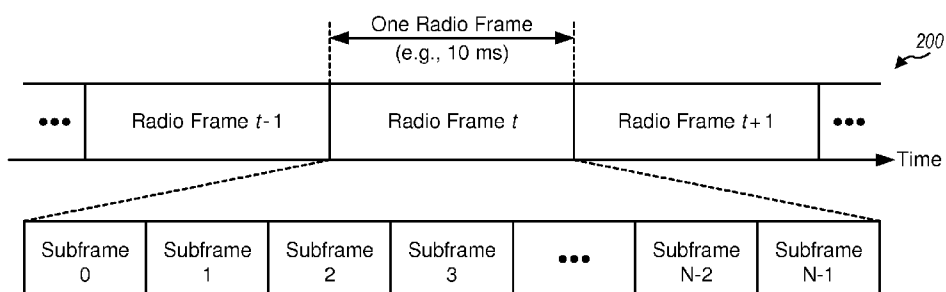 One Radio Frame
(e.g., 10 ms)
200
••• Radio Frame t-1 Radio Frame t Radio Frame t+1 •••
Time
Subframe 0 Subframe 1 Subframe 2 Subframe 3 ••• Subframe N-2 Subframe N-1